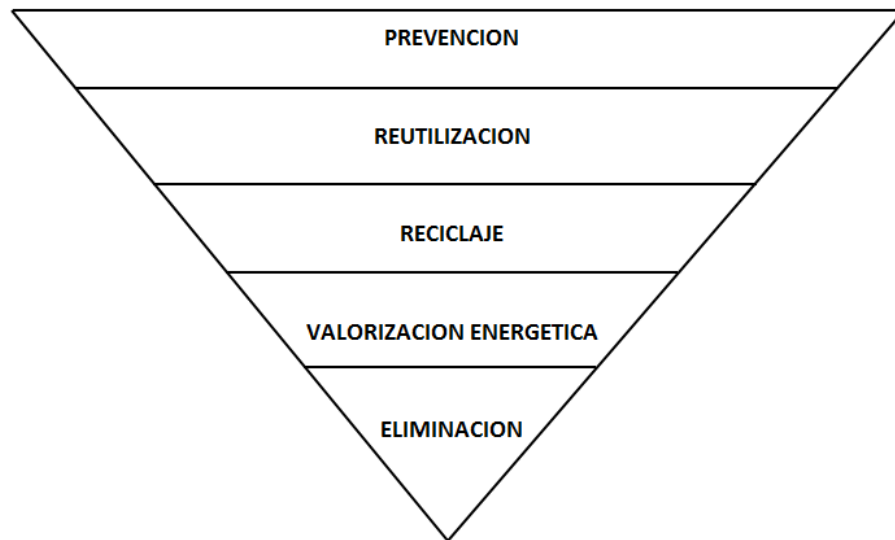 PREVENCION
REUTILIZACION
RECICLAJE
VALORIZACION ENERGETICA
ELIMINACION